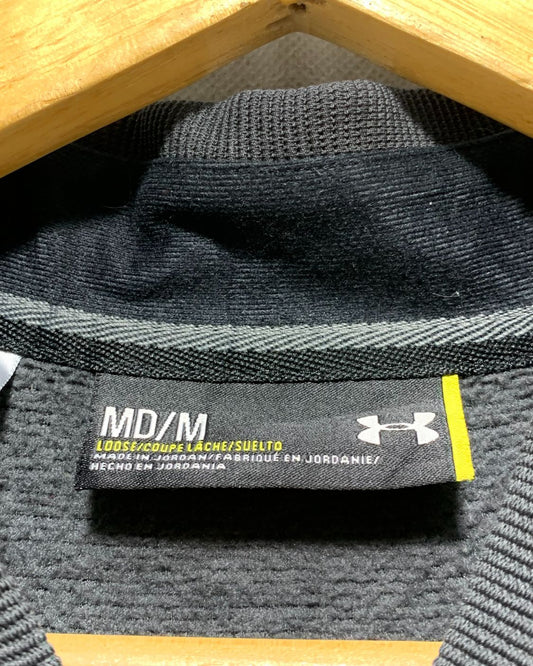 MD/M
LOOSE/COUPE LÂCHE/SUELTO
MADE IN JORDAN/FABRIQUÉ EN JORDANIE/
HECHO EN JORDANIA